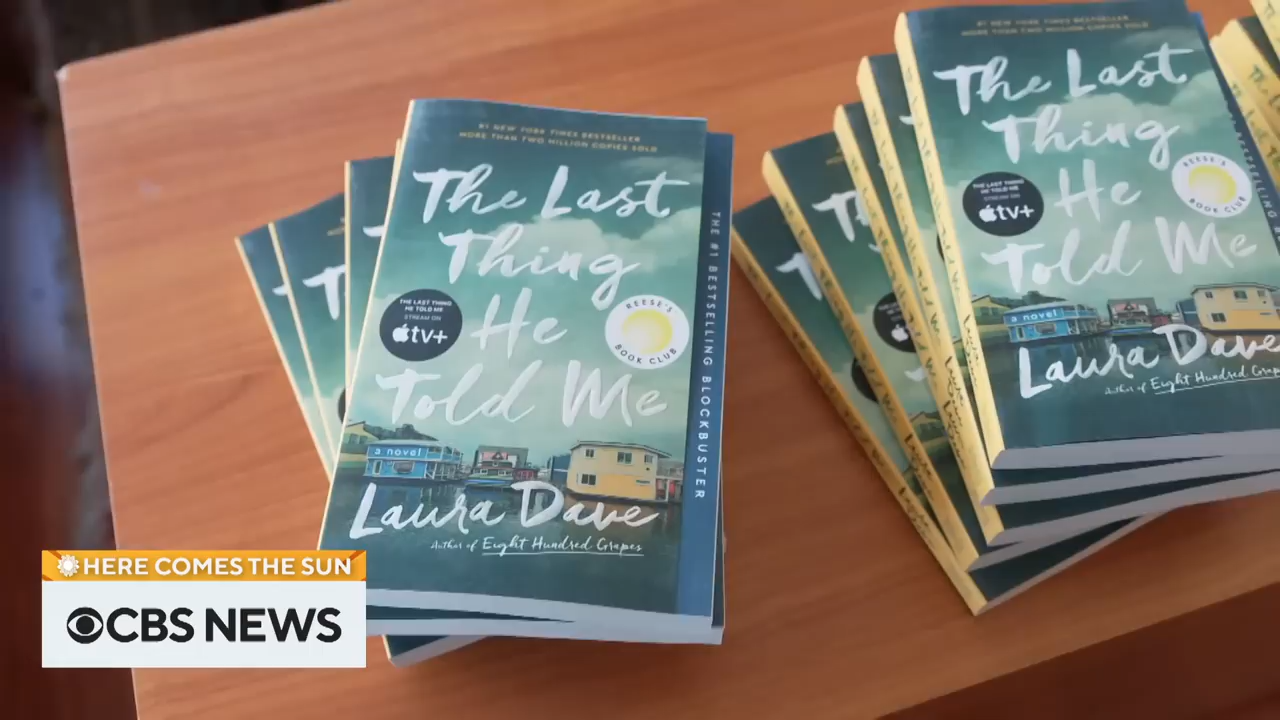 #1 NEW YORK TIMES BESTSELLER
MORE THAN TWO MILLION COPIES SOLD
The Last
Thing
He
Told Me
THE LAST THING
HE TOLD ME
STREAM ON
tv+
REESE'S
BOOK CLUB
THE #1 BESTSELLING BLOCKBUSTER
a novel
Laura Dave
Author of Eight Hundred Grapes
#1 NEW YORK TIMES BESTSELLER
MORE THAN TWO MILLION COPIES SOLD
The Last
Thing
He
Told Me
THE LAST THING
HE TOLD ME
STREAM ON
tv+
REESE'S
BOOK CLUB
a novel
Laura Dave
Author of Eight Hundred Grapes
HERE COMES THE SUN
CBS NEWS